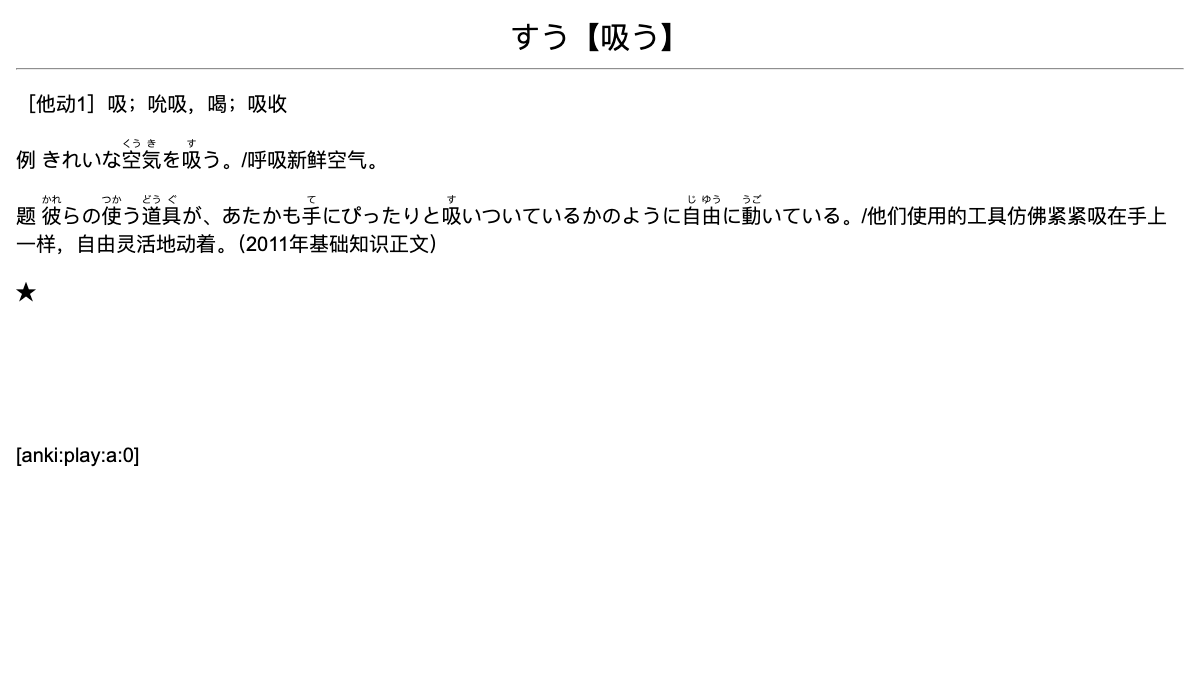 すう【吸う】
［他动1］吸；吮吸，喝；吸收
くう き す
例 きれいな空気を吸う。/呼吸新鲜空气。
かれ つか どう ぐ て す じ ゆう うご
题 彼らの使う道具が、あたかも手にぴったりと吸いついているかのように自由に動いている。/他们使用的工具仿佛紧紧吸在手上
一样，自由灵活地动着。（2011年基础知识正文）
★
[anki:play:a:0]